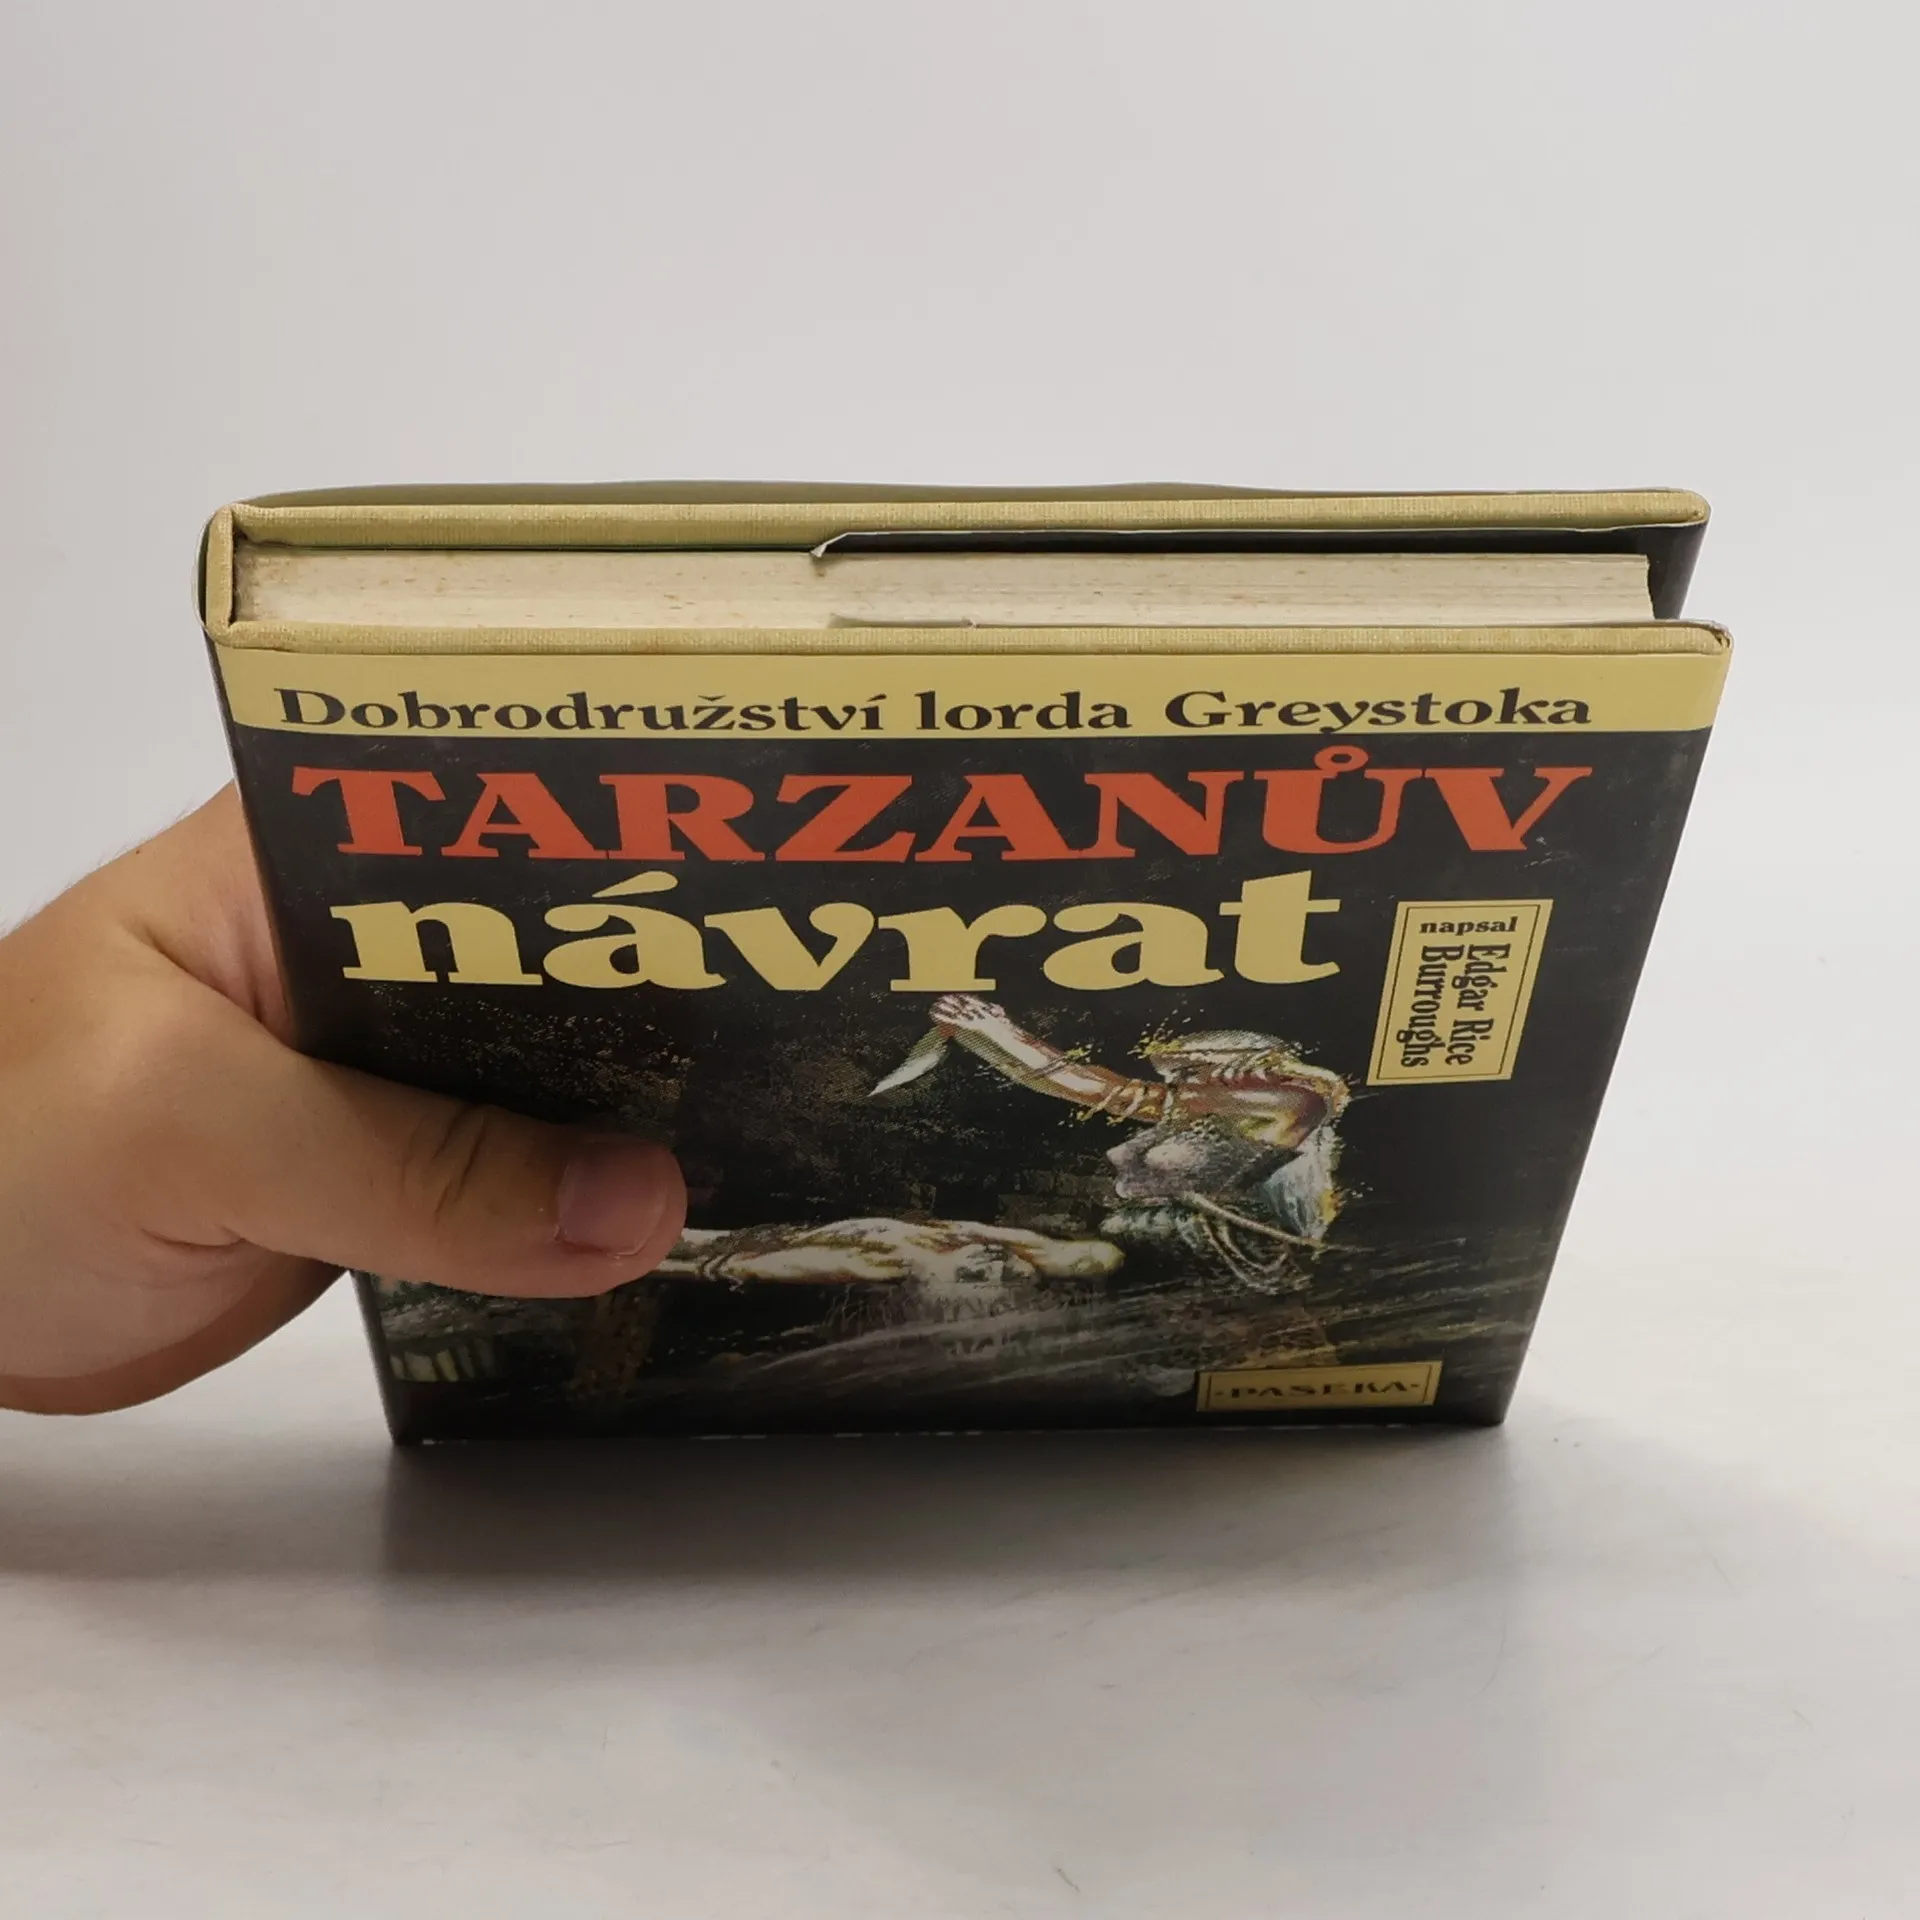 Dobrodružství lorda Greystoka
TARZANŮV
návrat
napsal
Edgar Rice
Burroughs
·PASEKA·